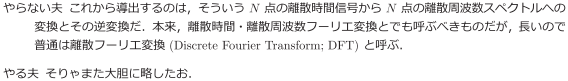 やらない夫 これから導出するのは，そういう N 点の離散時間信号から N 点の離散周波数スペクトルへの
変換とその逆変換だ．本来，離散時間・離散周波数フーリエ変換とでも呼ぶべきものだが，長いので
普通は離散フーリエ変換 (Discrete Fourier Transform; DFT) と呼ぶ．
やる夫 そりゃまた大胆に略したお．